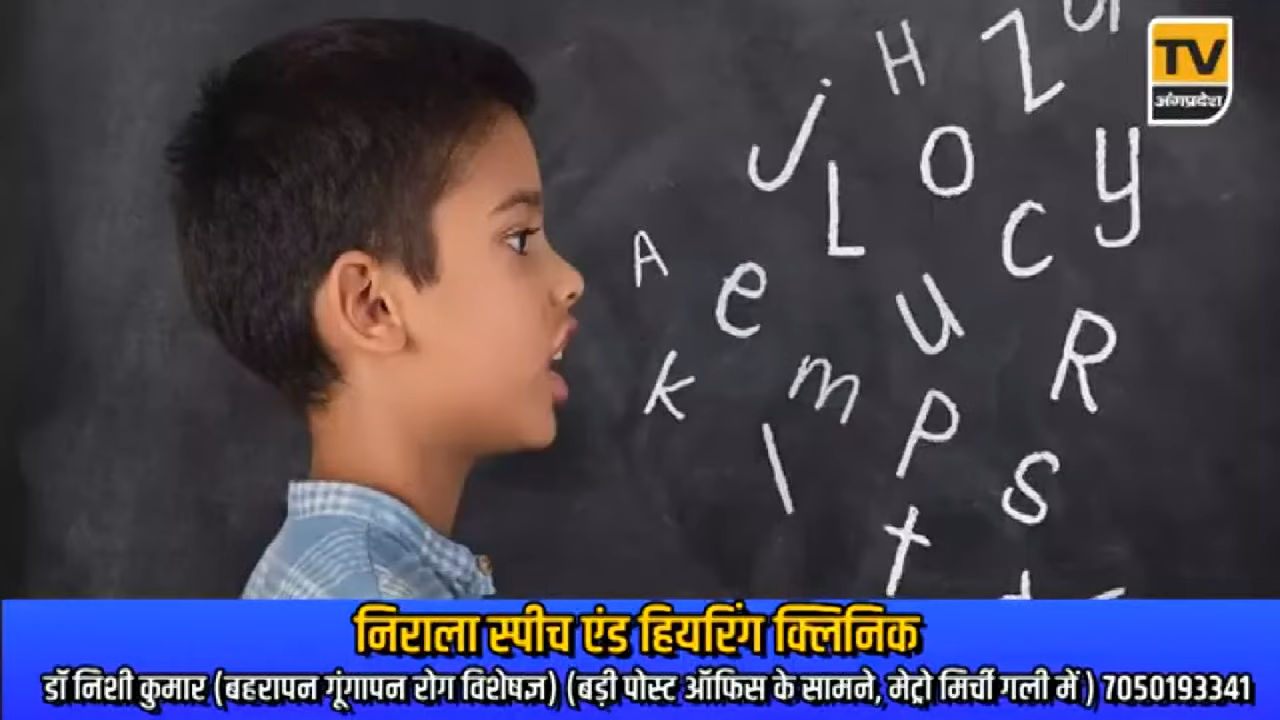 TV
अंगप्रदेश
H Z
J L O C Y
A e u R
K m P
l S
t
निराला स्पीच एंड हियरिंग क्लिनिक
डॉ निशी कुमार (बहरापन गूंगापन रोग विशेषज्ञ) (बड़ी पोस्ट ऑफिस के सामने, मेट्रो मिर्ची गली में ) 7050193341